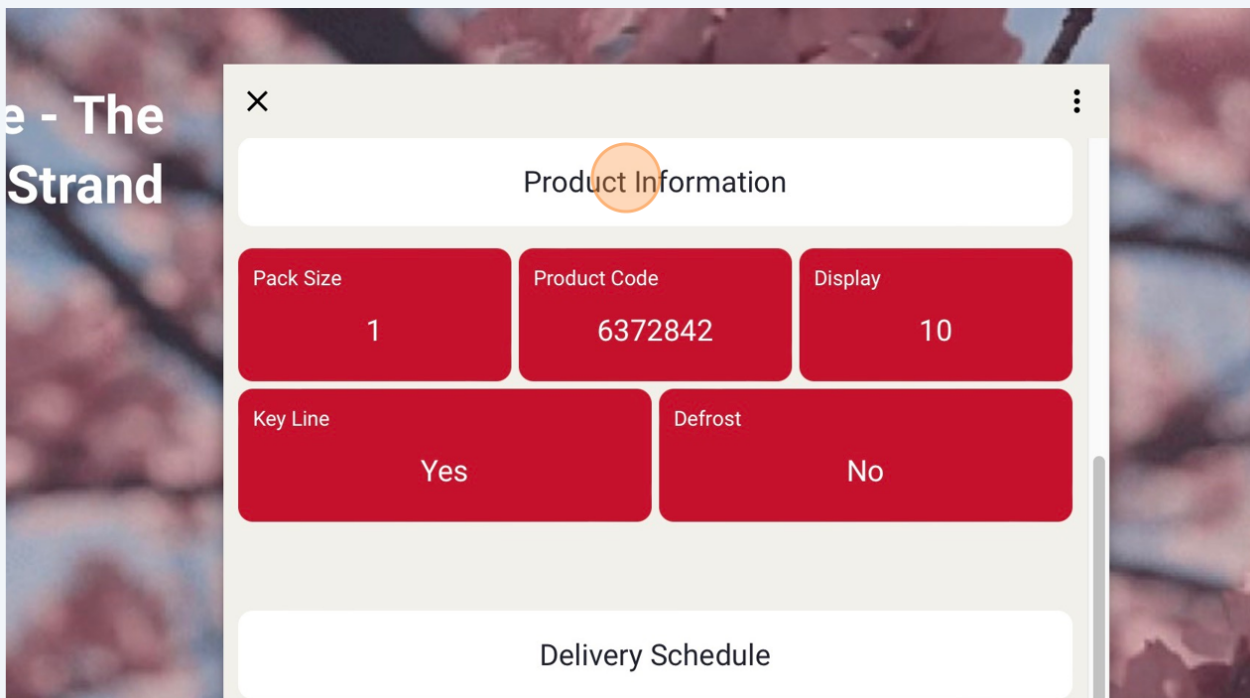 e - The
Strand
Product Information
Pack Size
Product Code
Display
1
6372842
10
Key Line
Defrost
Yes
No
Delivery Schedule